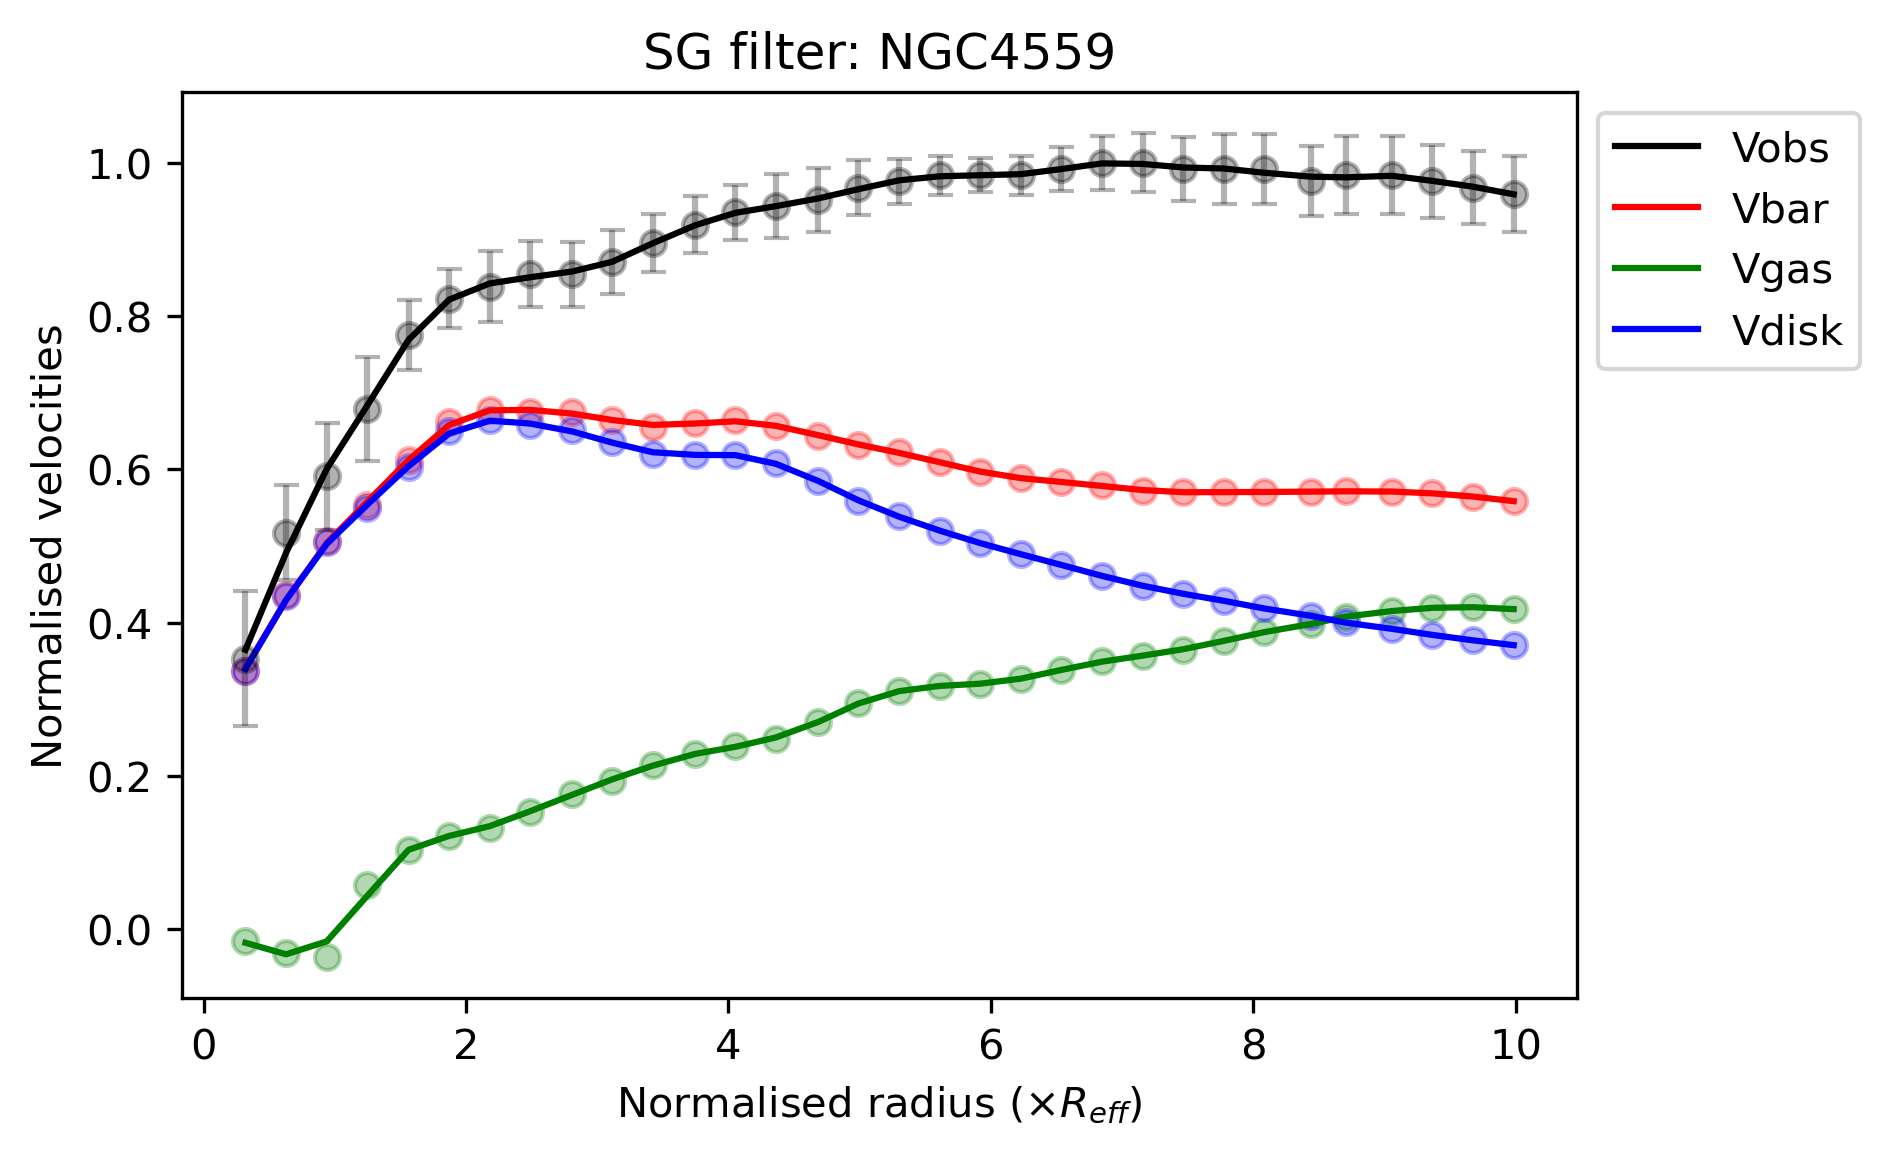 SG filter: NGC4559
Normalised velocities
1.0
0.8
0.6
0.4
0.2
0.0
0 2 4 6 8 10
Normalised radius (×R_eff)
Vobs
Vbar
Vgas
Vdisk